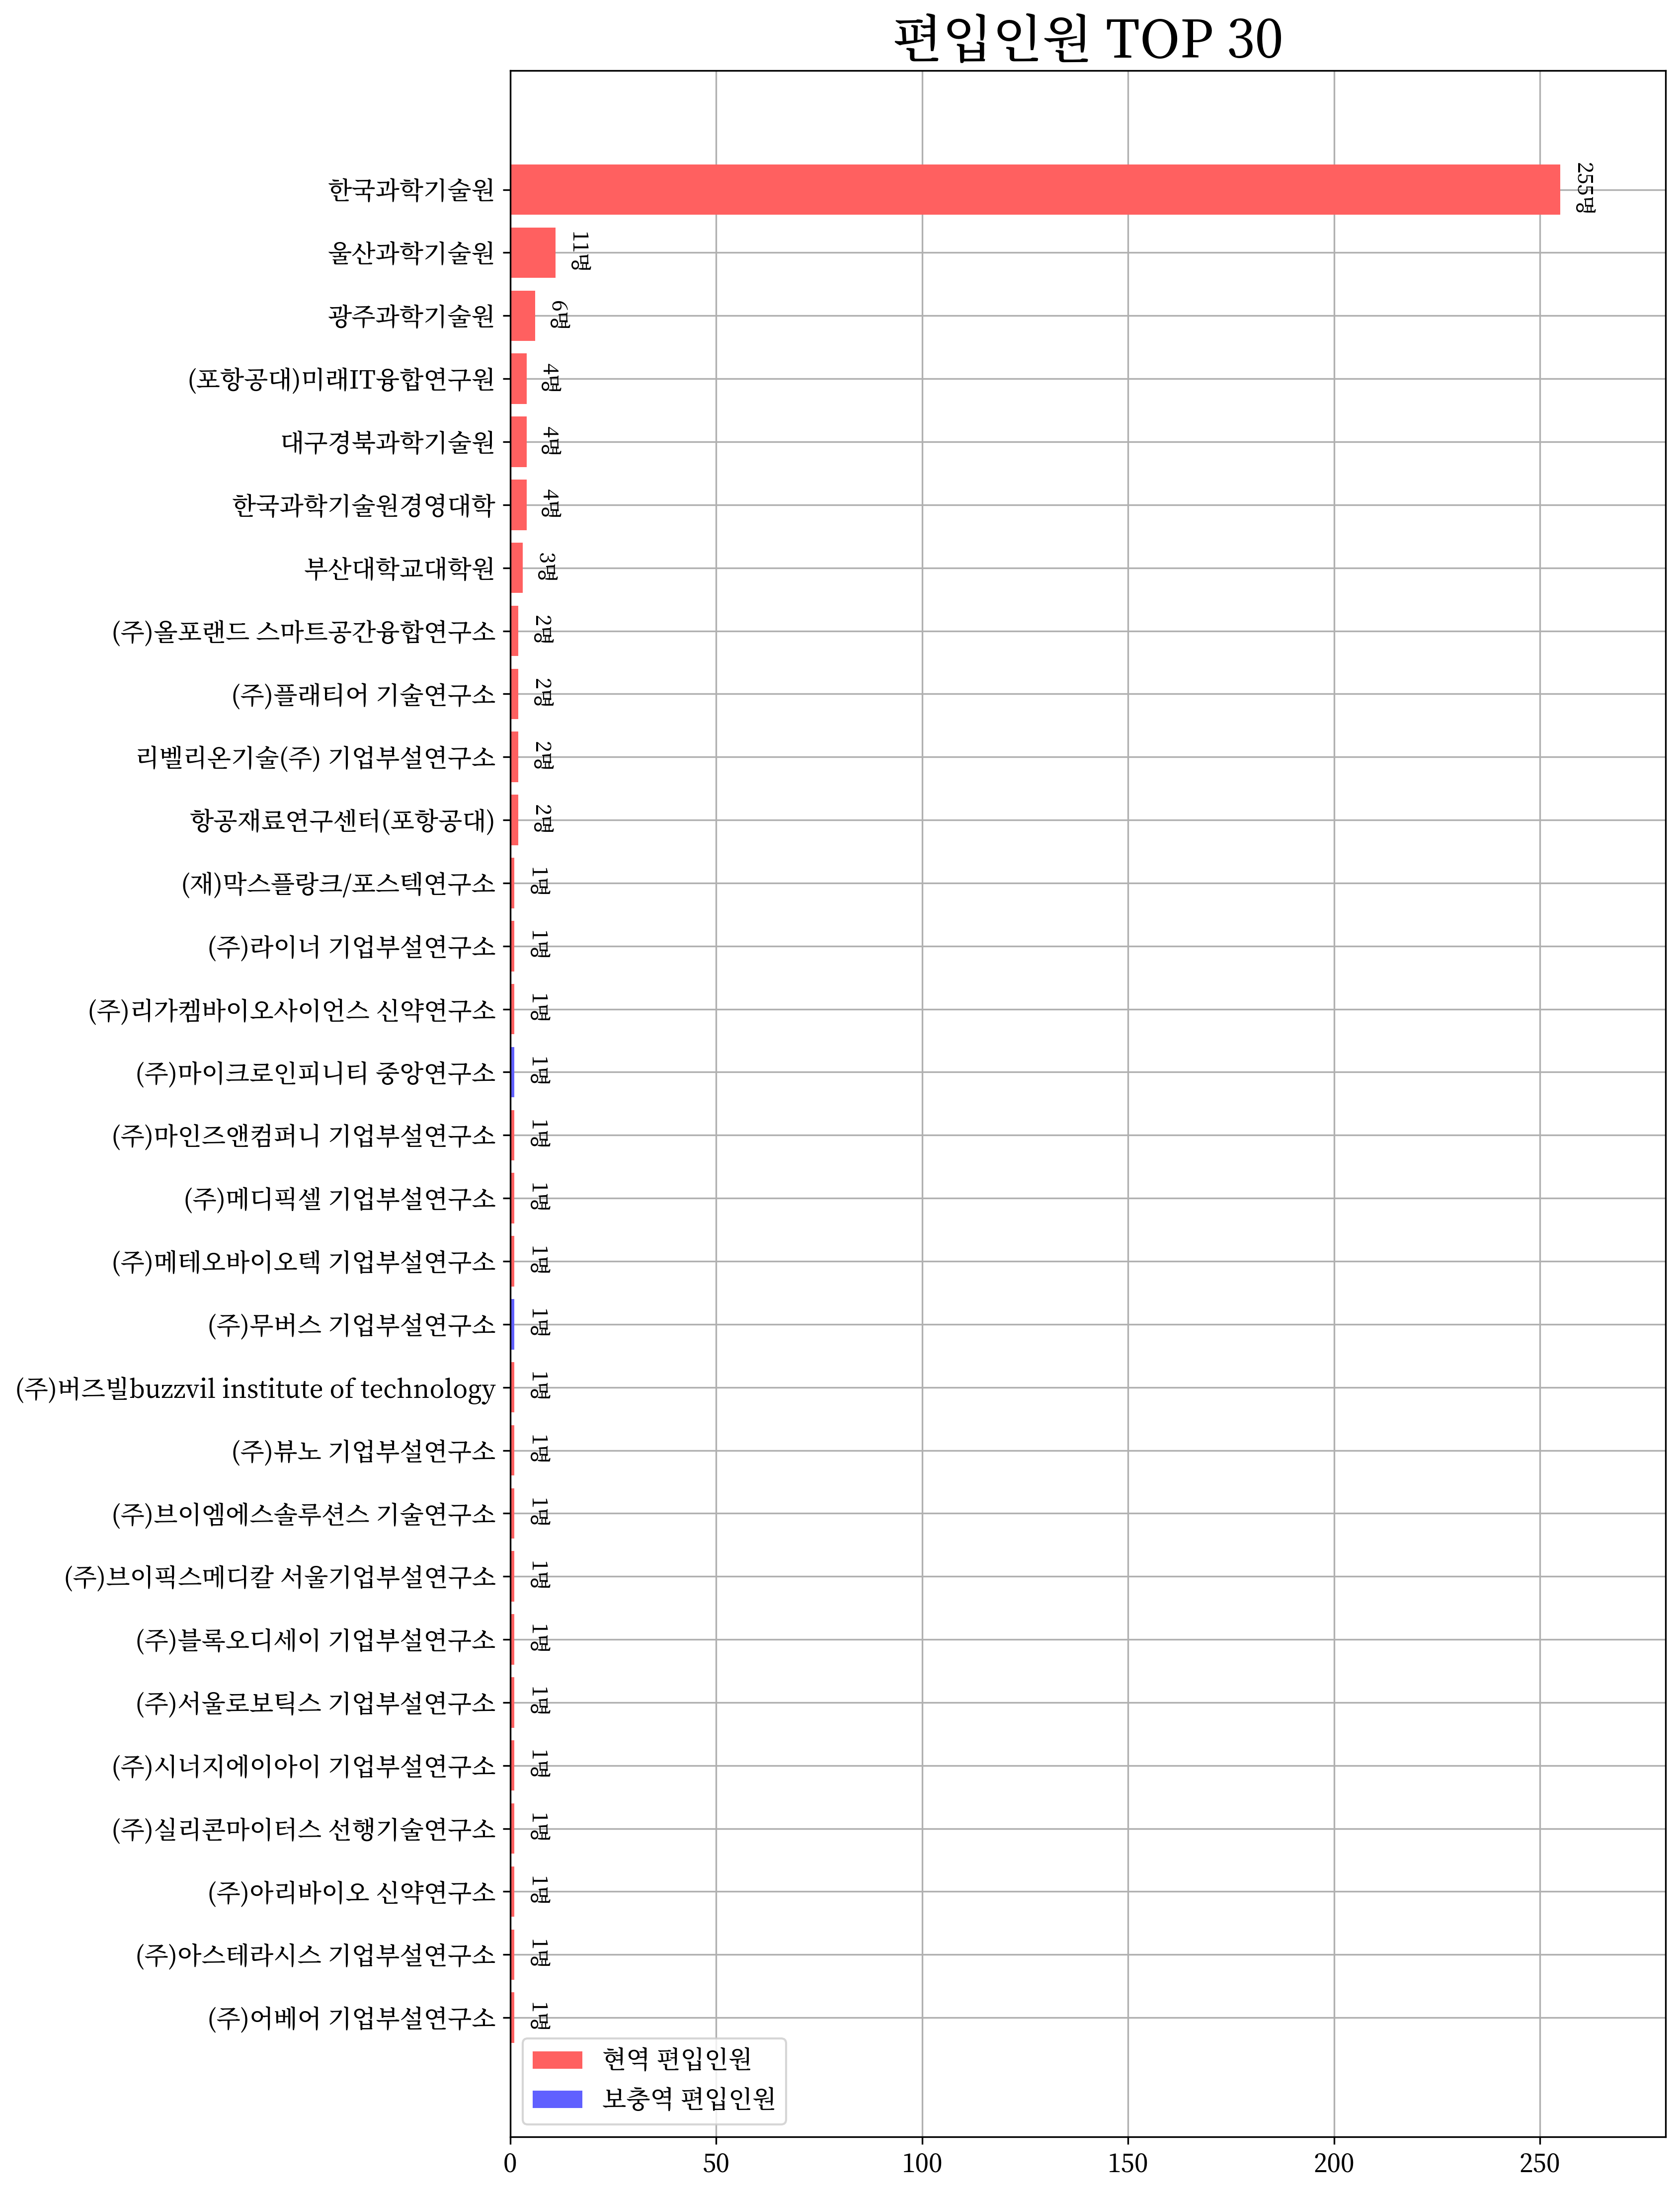 편입인원 TOP 30
한국과학기술원 255명
울산과학기술원 11명
광주과학기술원 6명
(포항공대)미래IT융합연구원 4명
대구경북과학기술원 4명
한국과학기술원경영대학 4명
부산대학교대학원 3명
(주)올포랜드 스마트공간융합연구소 2명
(주)플래티어 기술연구소 2명
리벨리온기술(주) 기업부설연구소 2명
항공재료연구센터(포항공대) 2명
(재)막스플랑크/포스텍연구소 1명
(주)라이너 기업부설연구소 1명
(주)리가켐바이오사이언스 신약연구소 1명
(주)마이크로인피니티 중앙연구소 1명
(주)마인즈앤컴퍼니 기업부설연구소 1명
(주)메디픽셀 기업부설연구소 1명
(주)메테오바이오텍 기업부설연구소 1명
(주)무버스 기업부설연구소 1명
(주)버즈빌buzzvil institute of technology 1명
(주)뷰노 기업부설연구소 1명
(주)브이엠에스솔루션스 기술연구소 1명
(주)브이픽스메디칼 서울기업부설연구소 1명
(주)블록오디세이 기업부설연구소 1명
(주)서울로보틱스 기업부설연구소 1명
(주)시너지에이아이 기업부설연구소 1명
(주)실리콘마이터스 선행기술연구소 1명
(주)아리바이오 신약연구소 1명
(주)아스테라시스 기업부설연구소 1명
(주)어베어 기업부설연구소 1명
현역 편입인원
보충역 편입인원
0 50 100 150 200 250